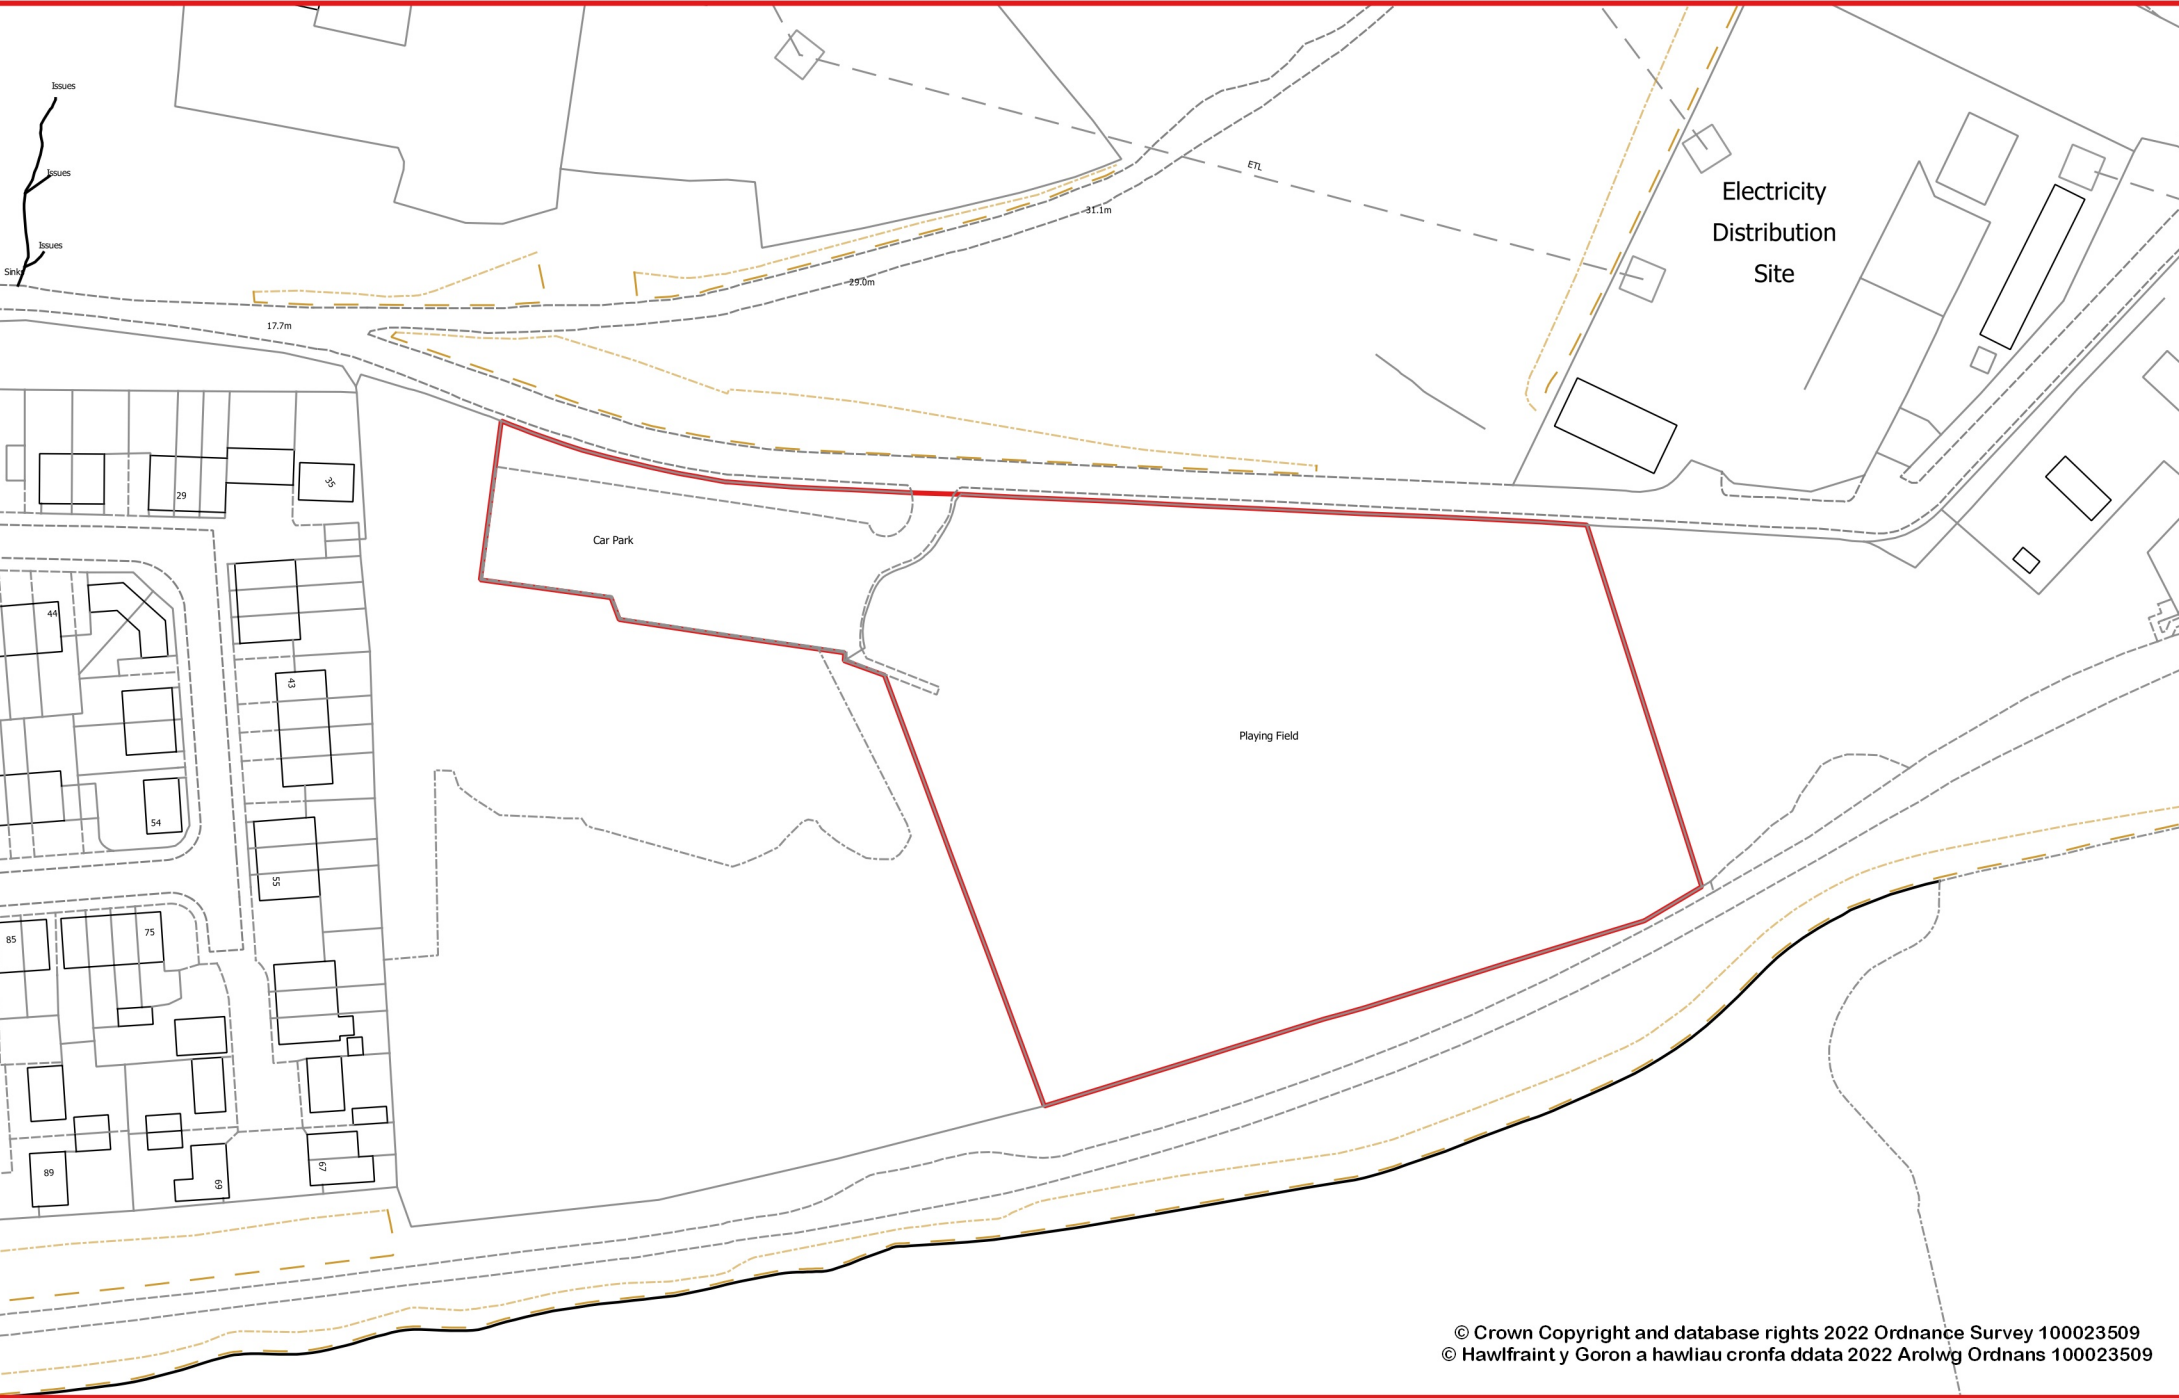 Issues
Issues
Issues
Sinks
ETL
31.1m
29.0m
17.7m
Electricity
Distribution
Site
35
29
Car Park
44
43
Playing Field
54
55
75
85
89
69
67
© Crown Copyright and database rights 2022 Ordnance Survey 100023509
© Hawlfraint y Goron a hawliau cronfa ddata 2022 Arolwg Ordnans 100023509